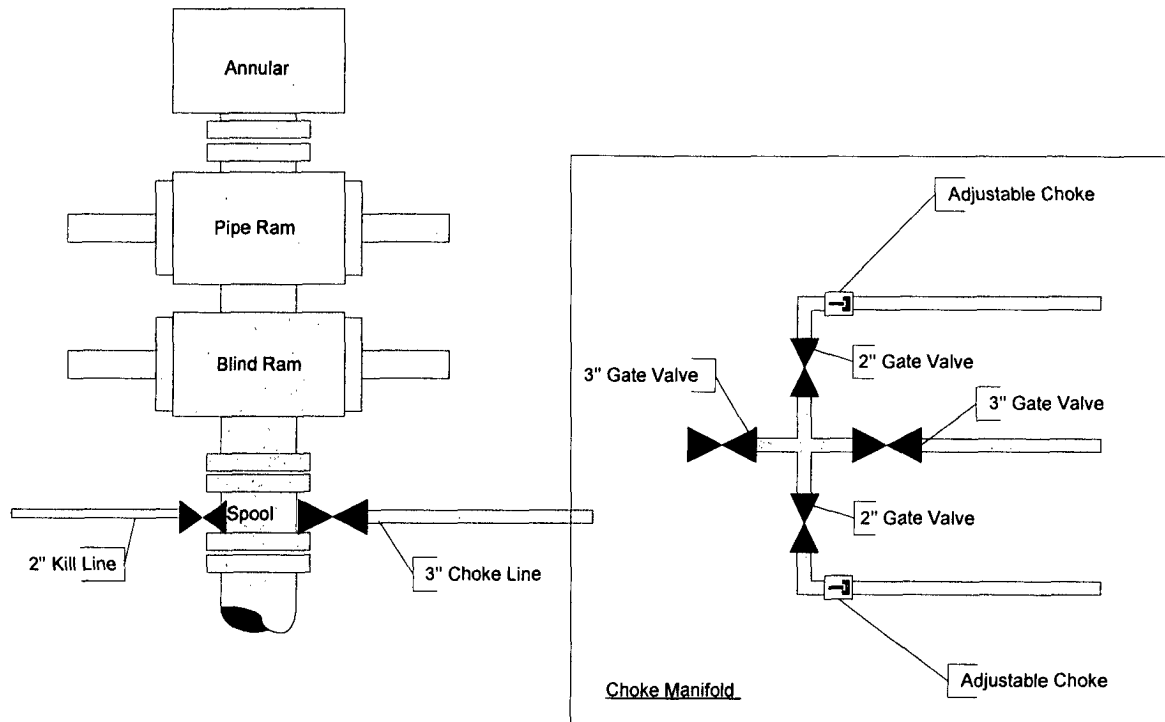 Annular
Pipe Ram
Blind Ram
Spool
2" Kill Line
3" Choke Line
Adjustable Choke
2" Gate Valve
3" Gate Valve
3" Gate Valve
2" Gate Valve
Adjustable Choke
Choke Manifold